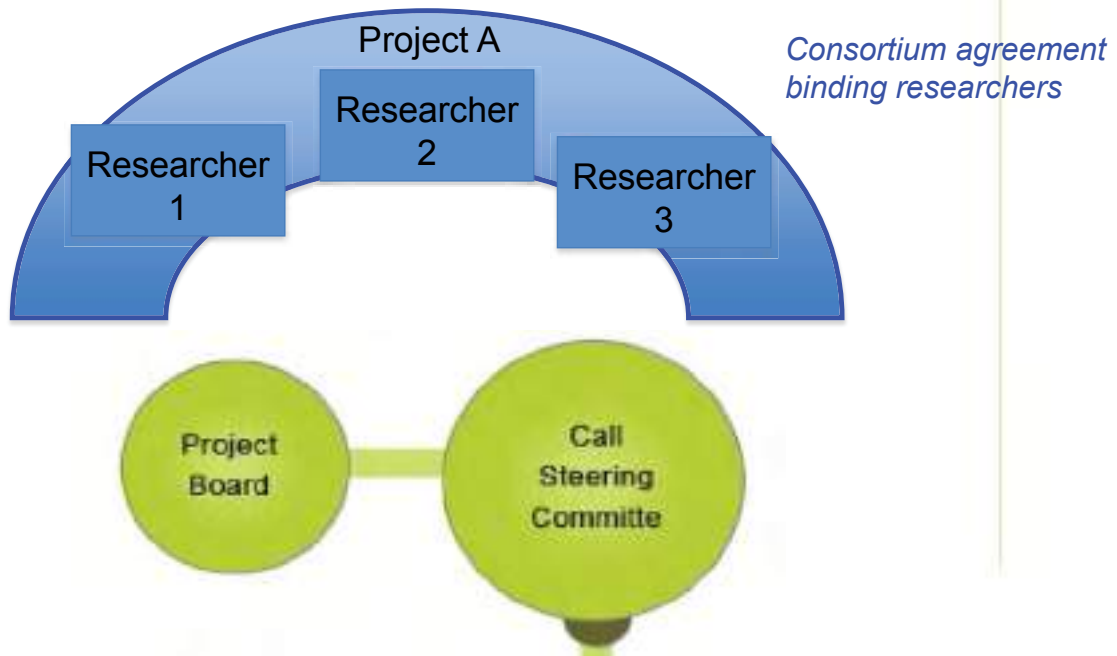 Project A
Consortium agreement
binding researchers
Researcher
1
Researcher
2
Researcher
3
Project
Board
Call
Steering
Committe